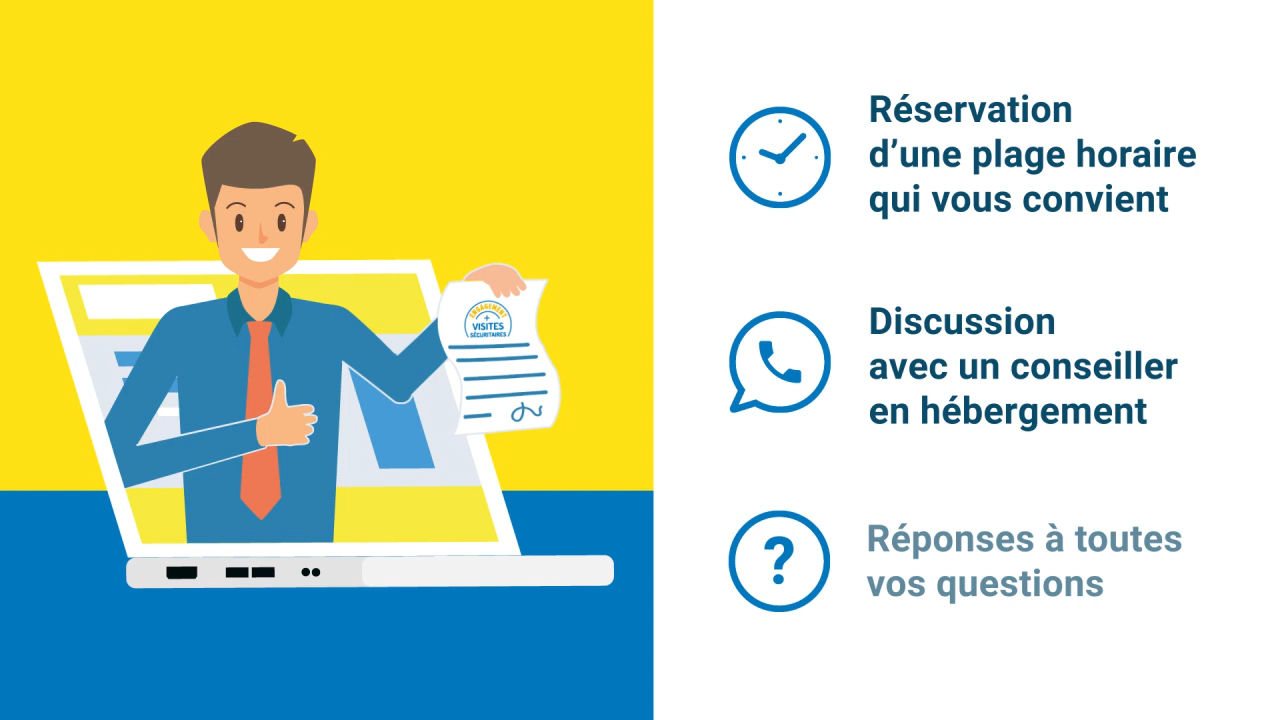 ENGAGEMENT
+
VISITES
SÉCURITAIRES
Réservation
d’une plage horaire
qui vous convient
Discussion
avec un conseiller
en hébergement
?
Réponses à toutes
vos questions